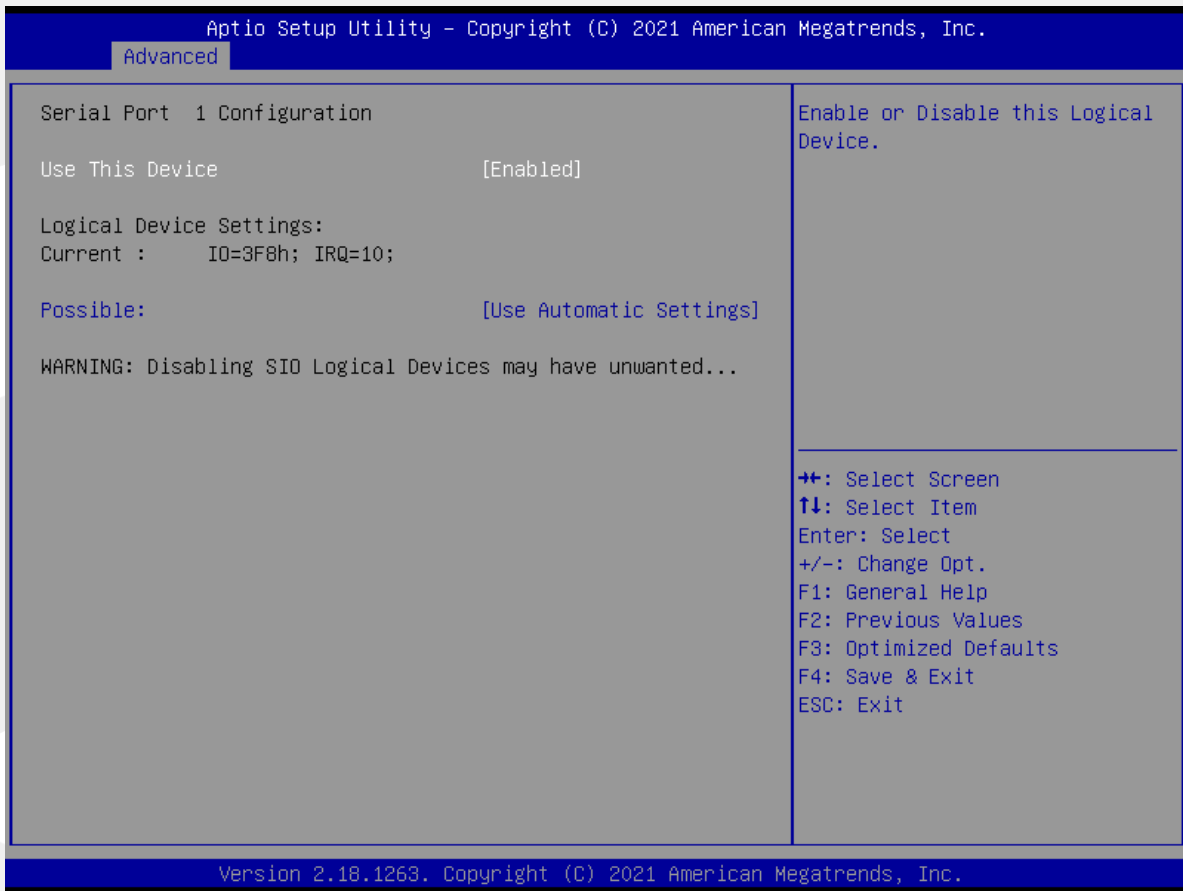 Aptio Setup Utility – Copyright (C) 2021 American Megatrends, Inc.
Advanced
Serial Port  1 Configuration
Use This Device [Enabled]
Logical Device Settings:
Current : IO=3F8h; IRQ=10;
Possible: [Use Automatic Settings]
WARNING: Disabling SIO Logical Devices may have unwanted...
Enable or Disable this Logical
Device.
→←: Select Screen
↑↓: Select Item
Enter: Select
+/-: Change Opt.
F1: General Help
F2: Previous Values
F3: Optimized Defaults
F4: Save & Exit
ESC: Exit
Version 2.18.1263. Copyright (C) 2021 American Megatrends, Inc.